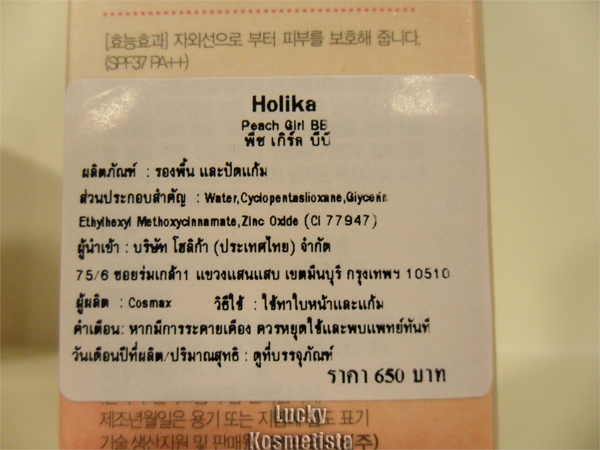 [효능효과] 자외선으로 부터 피부를 보호해 줍니다.
(SPF37 PA++)
Holika
Peach Girl BB
พีช เกิร์ล บีบี
ผลิตภัณฑ์ : รองพื้น และปัดแก้ม
ส่วนประกอบสำคัญ : Water,Cyclopentasiloxane,Glycerin
Ethylhexyl Methoxycinnamate,Zinc Oxide (CI 77947)
ผู้นำเข้า : บริษัท โฮลิก้า (ประเทศไทย) จำกัด
75/6 ซอยร่มเกล้า1 แขวงแสนแสบ เขตมีนบุรี กรุงเทพฯ 10510
ผู้ผลิต : Cosmax วิธีใช้ : ใช้ทาใบหน้าและแก้ม
คำเตือน: หากมีการระคายเคือง ควรหยุดใช้และพบแพทย์ทันที
วันเดือนปีที่ผลิต/ปริมาณสุทธิ : ดูที่บรรจุภัณฑ์
ราคา 650 บาท
제조년월일은 용기 또는 표기
기술 생산지원 및 판매원
Lucky
Kosmetista